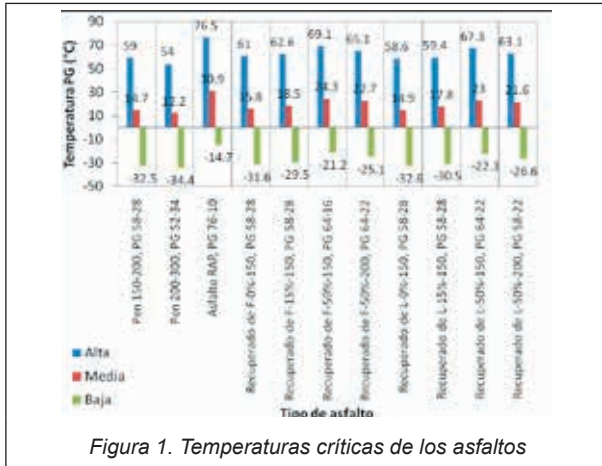 Temperatura PG (°C)
90
70
50
30
10
-10
-30
-50
59
14.7
-32.5
54
12.2
-34.4
76.5
30.9
-14.7
61
15.8
-31.6
62.6
18.5
-29.5
69.1
24.3
-21.2
65.1
22.7
-25.1
58.6
14.9
-32.6
59.4
17.8
-30.5
67.3
23
-22.3
63.1
21.6
-26.6
Pen 150-200, PG 58-28
Pen 200-300, PG 52-34
Asfalto RAP, PG 76-10
Recuperado de F-0%-150, PG 58-28
Recuperado de F-15%-150, PG 58-28
Recuperado de F-50%-150, PG 64-16
Recuperado de F-50%-200, PG 64-22
Recuperado de L-0%-150, PG 58-28
Recuperado de L-15%-150, PG 58-28
Recuperado de L-50%-150, PG 64-22
Recuperado de L-50%-200, PG 58-22
Alta
Media
Baja
Tipo de asfalto
Figura 1. Temperaturas críticas de los asfaltos